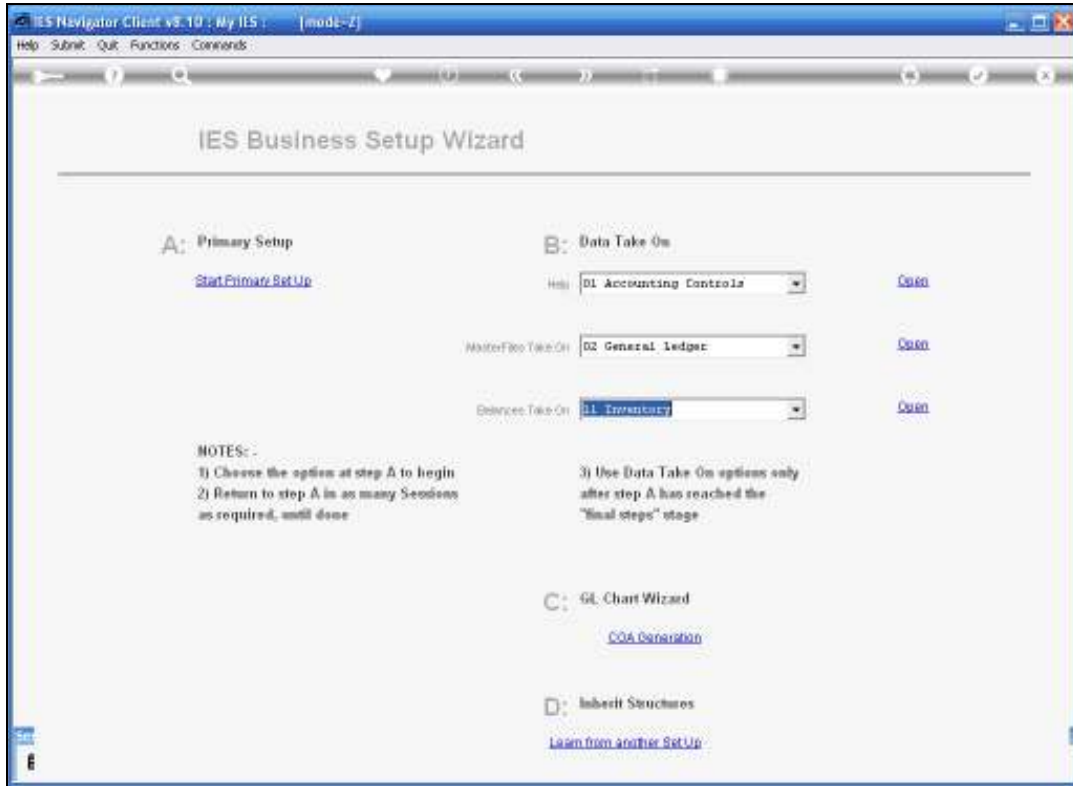 IES Navigator Client v8.10 : My IES : [mode=Z]
Help Submit Quit Functions Commands
IES Business Setup Wizard
A: Primary Setup
Start Primary Set Up
B: Data Take On
Help 01 Accounting Controls Open
MasterFiles Take On 02 General Ledger Open
Balances Take On 11 Inventory Open
NOTES: -
1) Choose the option at step A to begin
2) Return to step A in as many Sessions
as required, until done
3) Use Data Take On options only
after step A has reached the
"final steps" stage
C: GL Chart Wizard
COA Generation
D: Inherit Structures
Learn from another Set Up